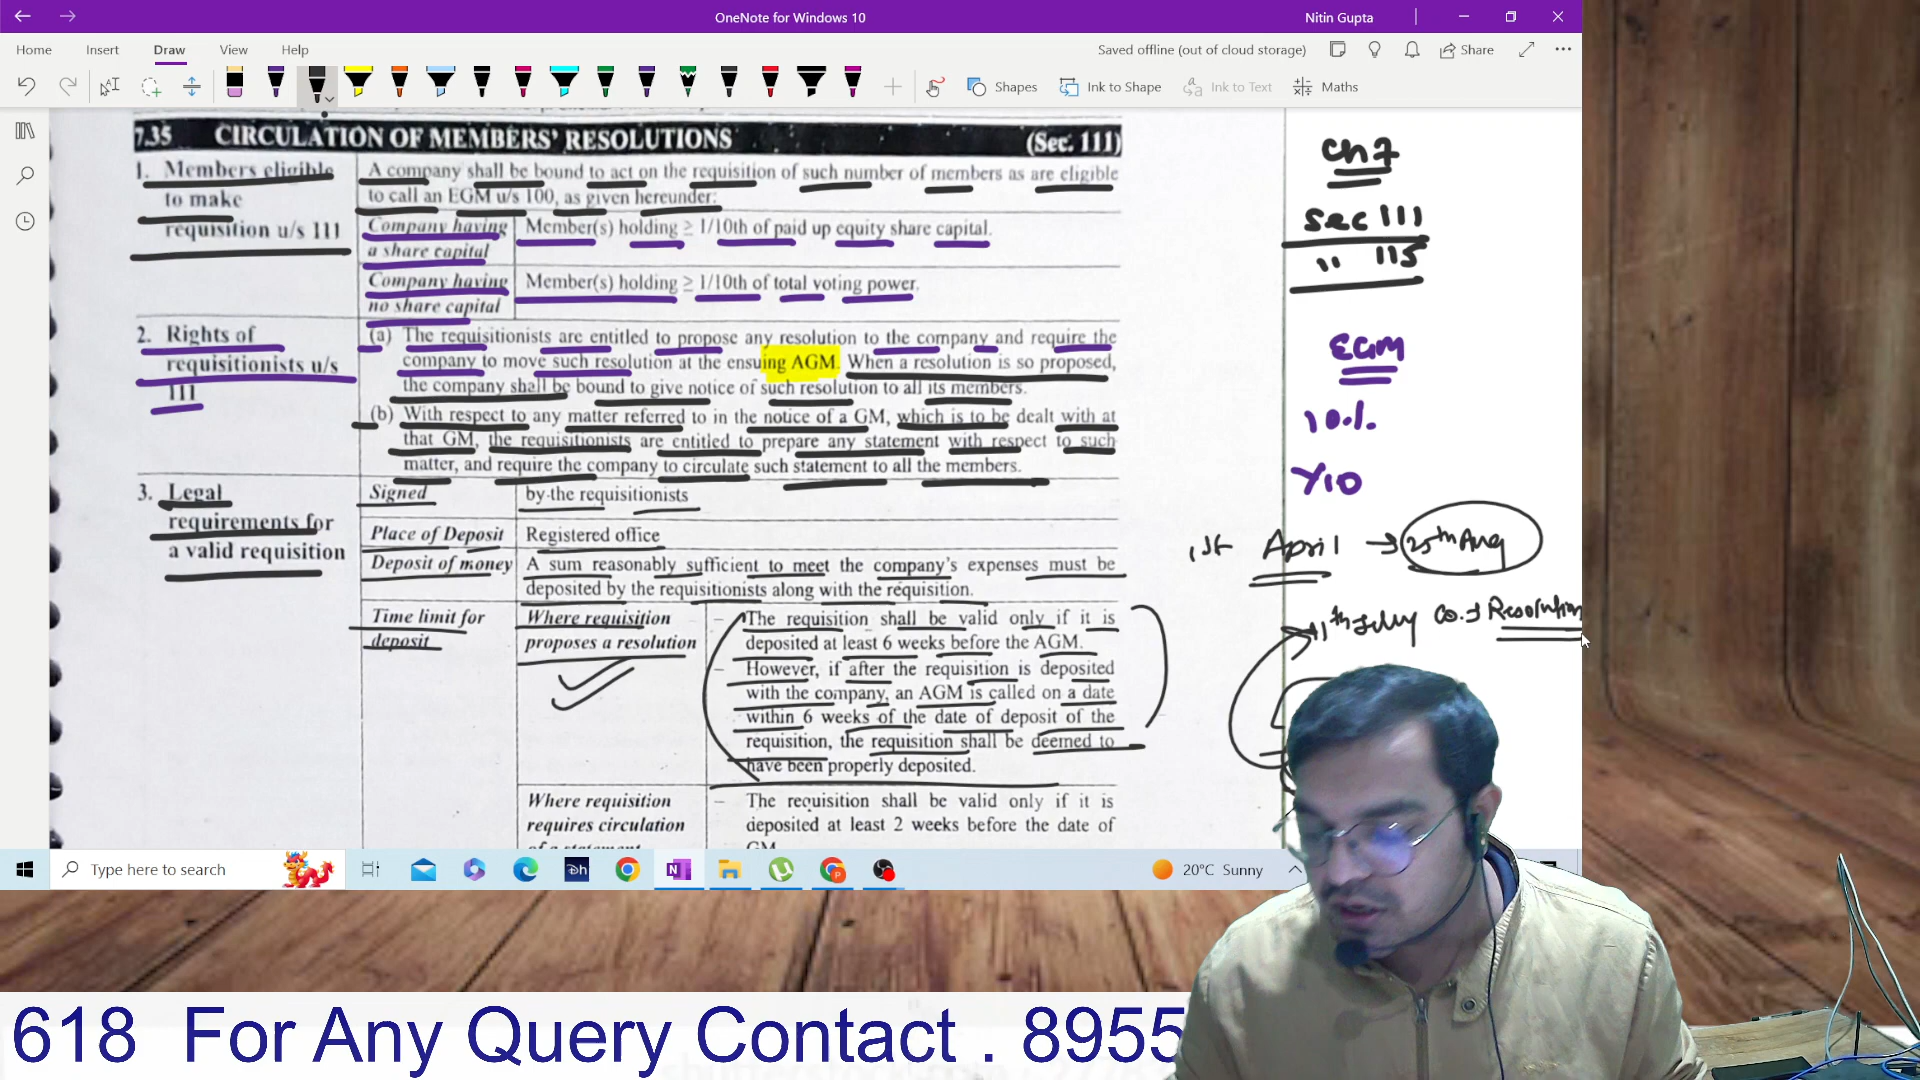 OneNote for Windows 10
Nitin Gupta
Home Insert Draw View Help
Saved offline (out of cloud storage)
Share
Shapes
Ink to Shape
Ink to Text
Maths
7.35 CIRCULATION OF MEMBERS' RESOLUTIONS (Sec. 111)
1. Members eligible to make requisition u/s 111
A company shall be bound to act on the requisition of such number of members as are eligible
to call an EGM u/s 100, as given hereunder:
Company having a share capital
Member(s) holding ≥ 1/10th of paid up equity share capital.
Company having no share capital
Member(s) holding ≥ 1/10th of total voting power.
2. Rights of requisitionists u/s 111
(a) The requisitionists are entitled to propose any resolution to the company and require the
company to move such resolution at the ensuing AGM. When a resolution is so proposed,
the company shall be bound to give notice of such resolution to all its members.
(b) With respect to any matter referred to in the notice of a GM, which is to be dealt with at
that GM, the requisitionists are entitled to prepare any statement with respect to such
matter, and require the company to circulate such statement to all the members.
3. Legal requirements for a valid requisition
Signed
by the requisitionists
Place of Deposit
Registered office
Deposit of money
A sum reasonably sufficient to meet the company's expenses must be
deposited by the requisitionists along with the requisition.
Time limit for deposit
Where requisition proposes a resolution
– The requisition shall be valid only if it is
deposited at least 6 weeks before the AGM.
– However, if after the requisition is deposited
with the company, an AGM is called on a date
within 6 weeks of the date of deposit of the
requisition, the requisition shall be deemed to
have been properly deposited.
Where requisition
requires circulation
of a statement
– The requisition shall be valid only if it is
deposited at least 2 weeks before the date of
GM
Ch 7
Sec 111
" 115
EGM
10%
1/10
1st April → 25th Aug
11th July Co. Resolution
Type here to search
20°C Sunny
618 For Any Query Contact . 8955